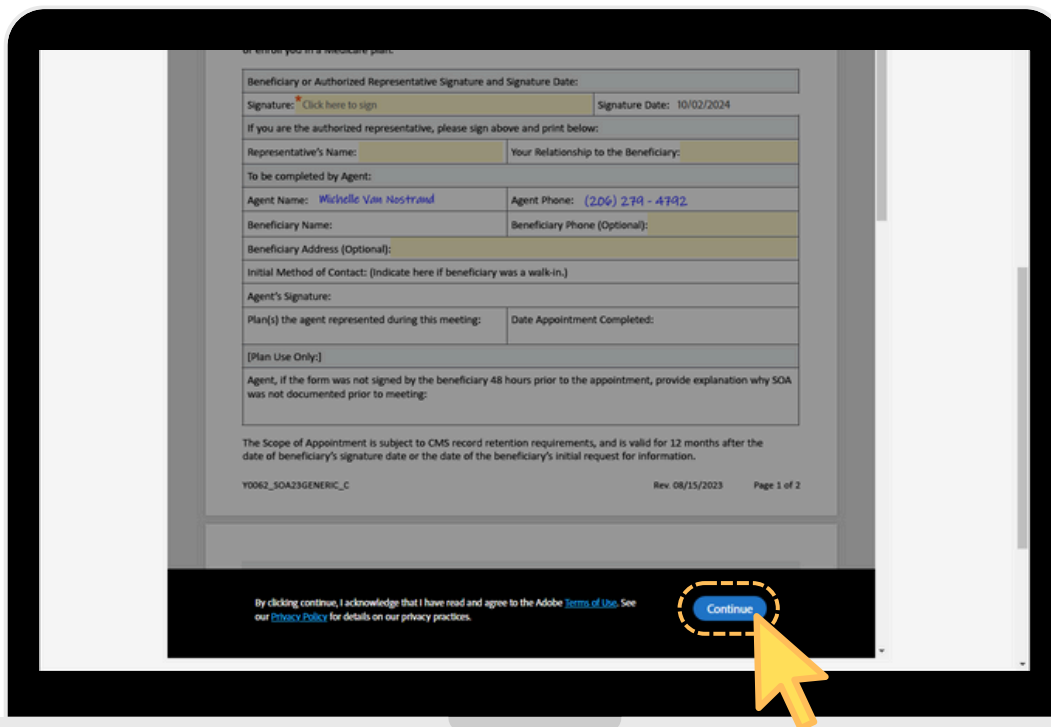 or enroll you in a Medicare plan.
Beneficiary or Authorized Representative Signature and Signature Date:
Signature: * Click here to sign Signature Date: 10/02/2024
If you are the authorized representative, please sign above and print below:
Representative's Name: Your Relationship to the Beneficiary:
To be completed by Agent:
Agent Name: Michelle Van Nostrand Agent Phone: (206) 279 - 4792
Beneficiary Name: Beneficiary Phone (Optional):
Beneficiary Address (Optional):
Initial Method of Contact: (Indicate here if beneficiary was a walk-in.)
Agent's Signature:
Plan(s) the agent represented during this meeting: Date Appointment Completed:
[Plan Use Only:]
Agent, if the form was not signed by the beneficiary 48 hours prior to the appointment, provide explanation why SOA
was not documented prior to meeting:
The Scope of Appointment is subject to CMS record retention requirements, and is valid for 12 months after the
date of beneficiary's signature date or the date of the beneficiary's initial request for information.
Y0062_SOA23GENERIC_C Rev. 08/15/2023 Page 1 of 2
By clicking continue, I acknowledge that I have read and agree to the Adobe Terms of Use. See
our Privacy Policy for details on our privacy practices.
Continue